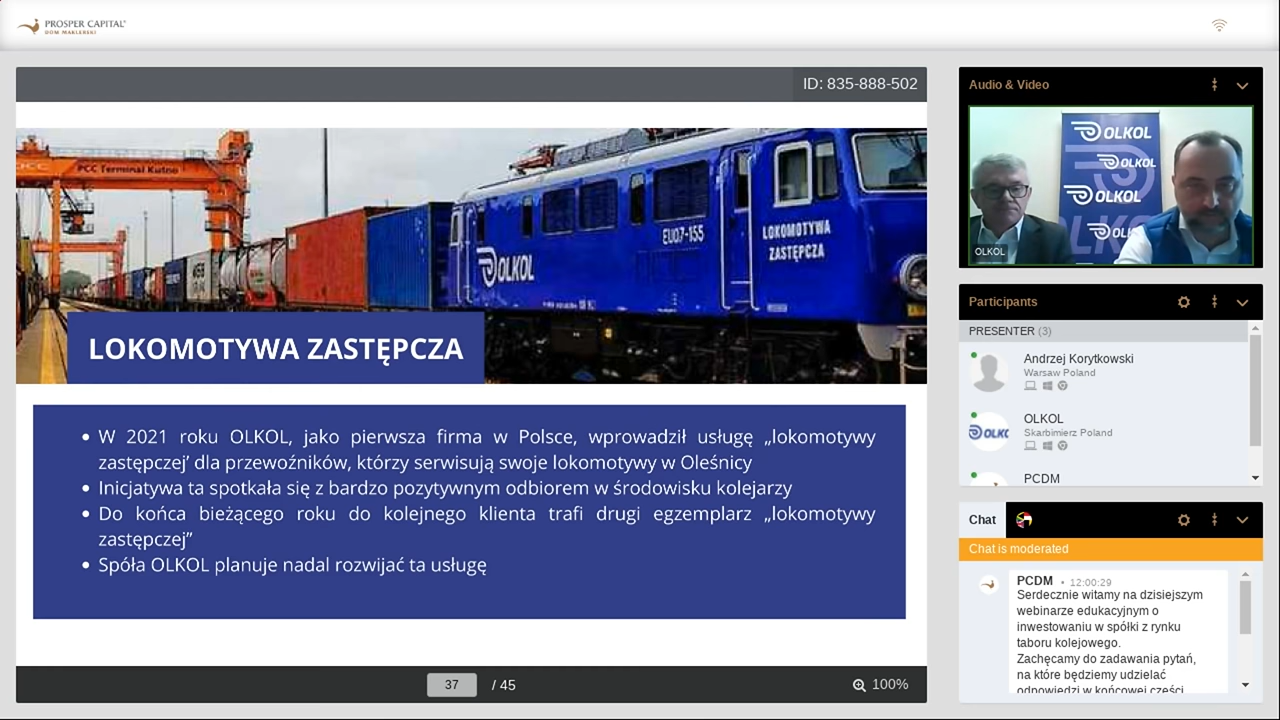 PROSPER CAPITAL
DOM MAKLERSKI
ID: 835-888-502
PCC Terminal Kutno
OLKOL
EU07-155
LOKOMOTYWA
ZASTĘPCZA
LOKOMOTYWA ZASTĘPCZA
W 2021 roku OLKOL, jako pierwsza firma w Polsce, wprowadził usługę „lokomotywy
zastępczej’ dla przewoźników, którzy serwisują swoje lokomotywy w Oleśnicy
Inicjatywa ta spotkała się z bardzo pozytywnym odbiorem w środowisku kolejarzy
Do końca bieżącego roku do kolejnego klienta trafi drugi egzemplarz „lokomotywy
zastępczej”
Spóła OLKOL planuje nadal rozwijać ta usługę
37 / 45
100%
Audio & Video
OLKOL
OLKOL
OLKOL
OLKOL
Participants
PRESENTER (3)
Andrzej Korytkowski
Warsaw Poland
OLKOL
OLKOL
Skarbimierz Poland
PCDM
Chat
Chat is moderated
PCDM • 12:00:29
Serdecznie witamy na dzisiejszym
webinarze edukacyjnym o
inwestowaniu w spółki z rynku
taboru kolejowego.
Zachęcamy do zadawania pytań,
na które będziemy udzielać
odpowiedzi w końcowej części